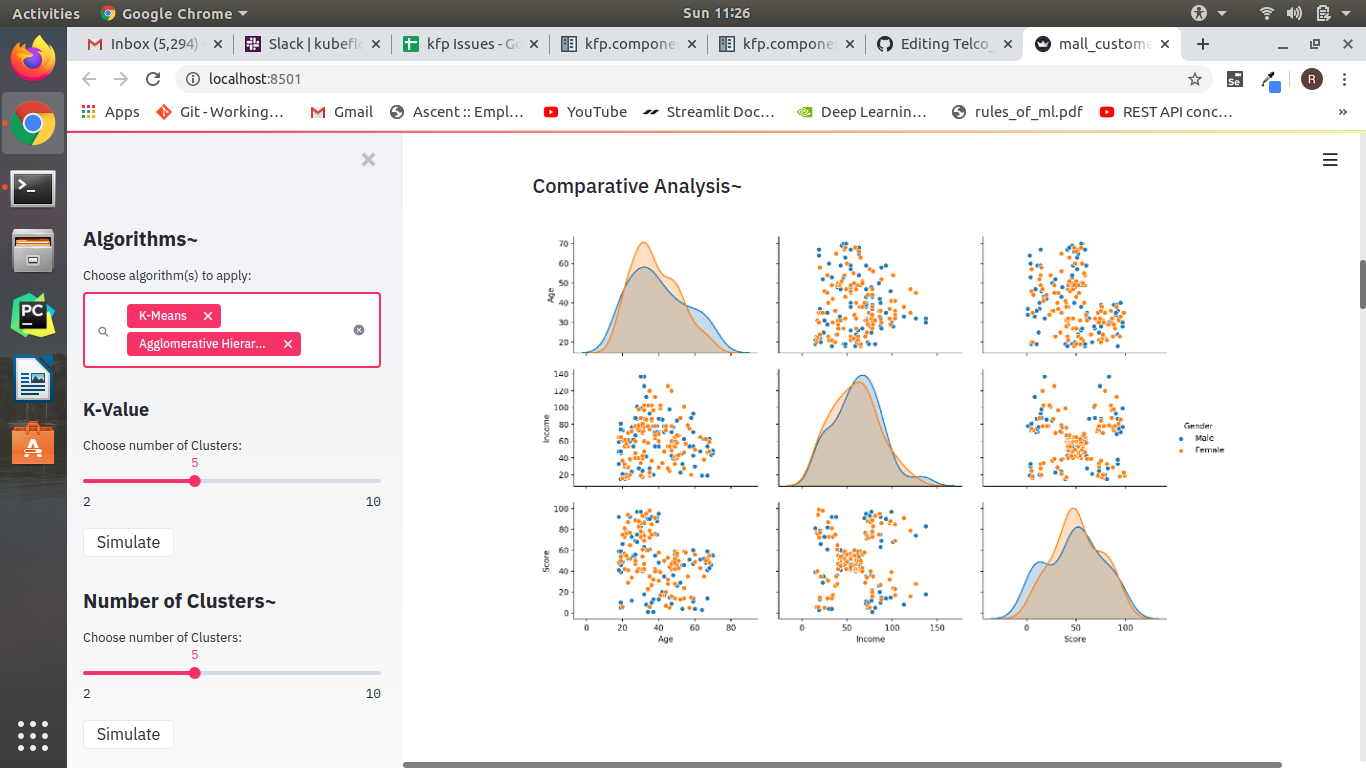 Activities
Google Chrome
Sun 11:26
Inbox (5,294) -
Slack | kubefl
kfp Issues - Go
kfp.compone
kfp.compone
Editing Telco_
mall_custome
localhost:8501
Se
R
Apps
Git - Working...
Gmail
Ascent :: Empl...
YouTube
Streamlit Doc...
Deep Learnin...
rules_of_ml.pdf
REST API conc...
»
PC
Algorithms~
Choose algorithm(s) to apply:
K-Means
Agglomerative Hierar...
K-Value
Choose number of Clusters:
5
2 10
Simulate
Number of Clusters~
Choose number of Clusters:
5
2 10
Simulate
Comparative Analysis~
70
60
50
40
30
20
Age
140
120
100
80
60
40
20
Income
100
80
60
40
20
0
Score
0 20 40 60 80
Age
0 50 100 150
Income
0 50 100
Score
Gender
Male
Female